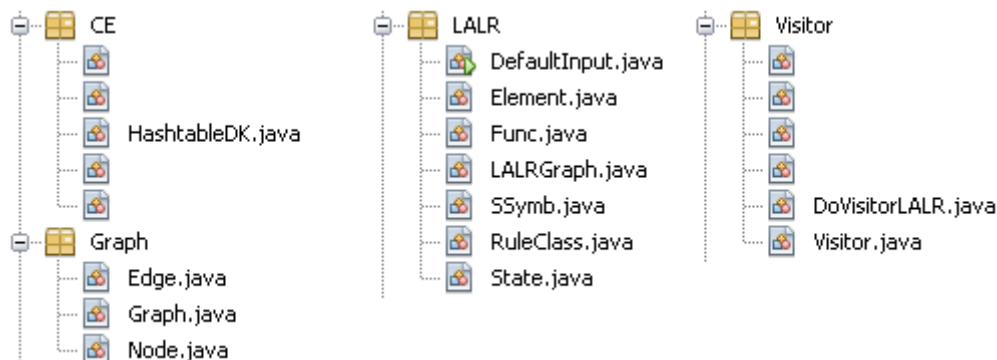 CE
HashtableDK.java
Graph
Edge.java
Graph.java
Node.java
LALR
DefaultInput.java
Element.java
Func.java
LALRGraph.java
SSymb.java
RuleClass.java
State.java
Visitor
DoVisitorLALR.java
Visitor.java